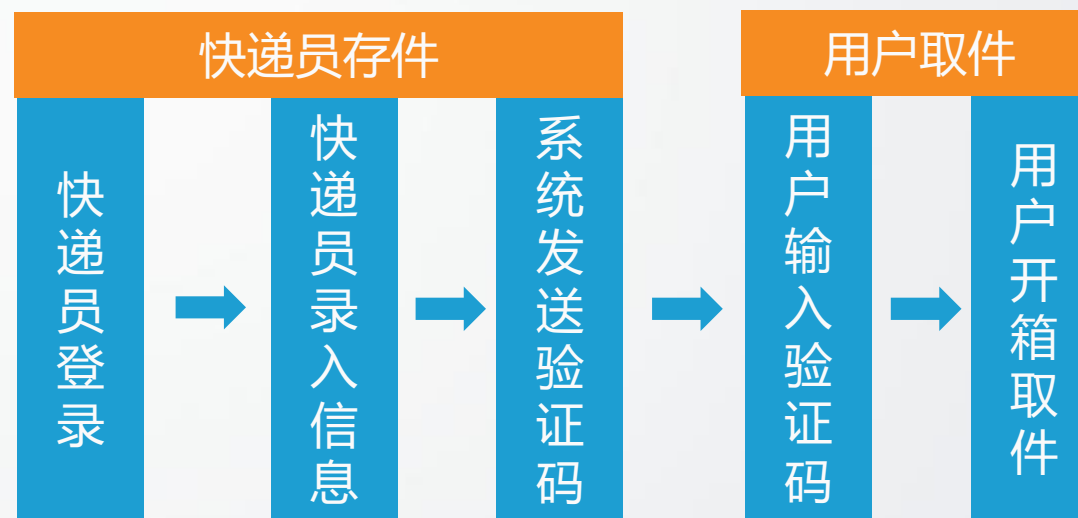 快递员存件
用户取件
快递员登录
快递员录入信息
系统发送验证码
用户输入验证码
用户开箱取件